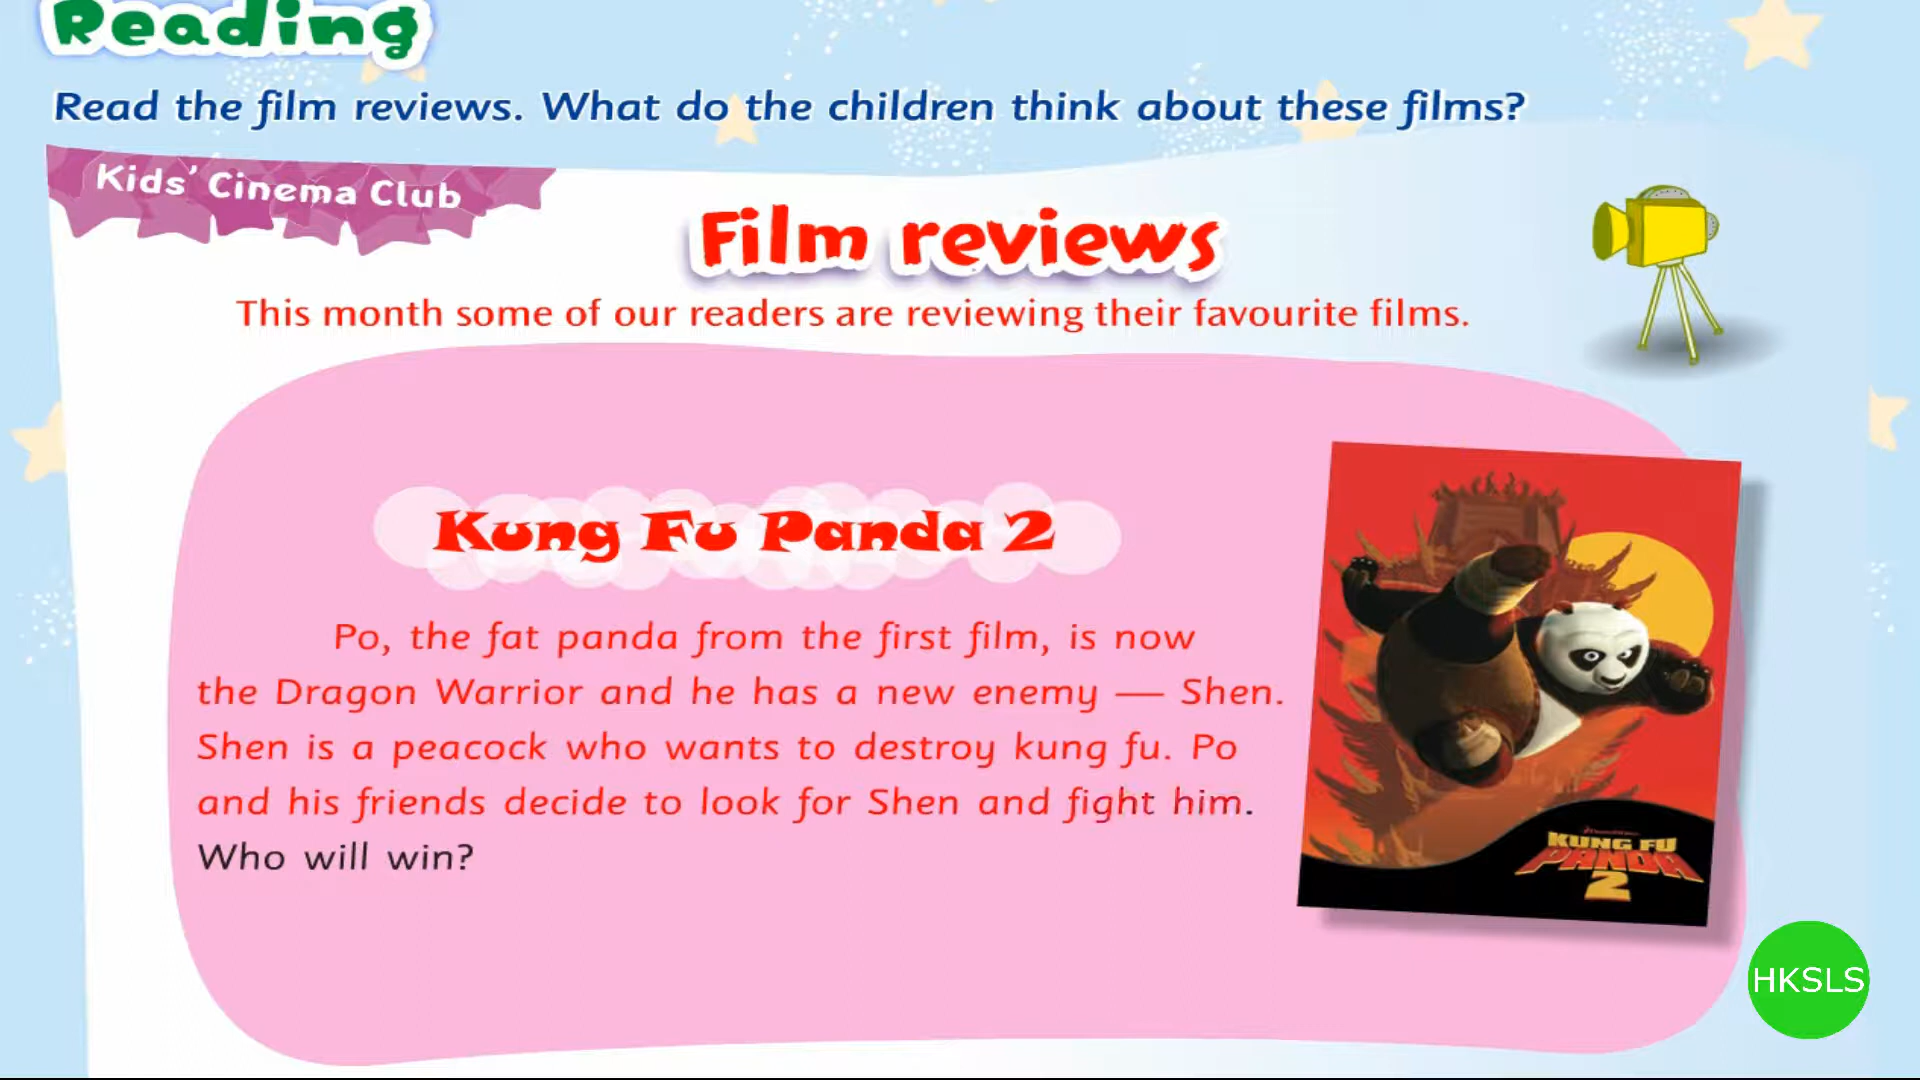 Reading
Read the film reviews. What do the children think about these films?
Kids' Cinema Club
Film reviews
This month some of our readers are reviewing their favourite films.
Kung Fu Panda 2
Po, the fat panda from the first film, is now
the Dragon Warrior and he has a new enemy — Shen.
Shen is a peacock who wants to destroy kung fu. Po
and his friends decide to look for Shen and fight him.
Who will win?
KUNG FU
PANDA
2
HKSLS